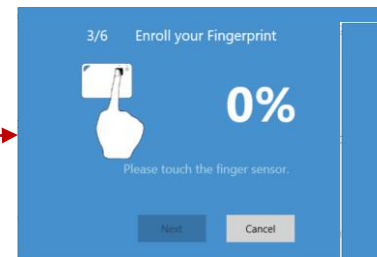 3/6 Enroll your Fingerprint
0%
Please touch the finger sensor.
Next Cancel